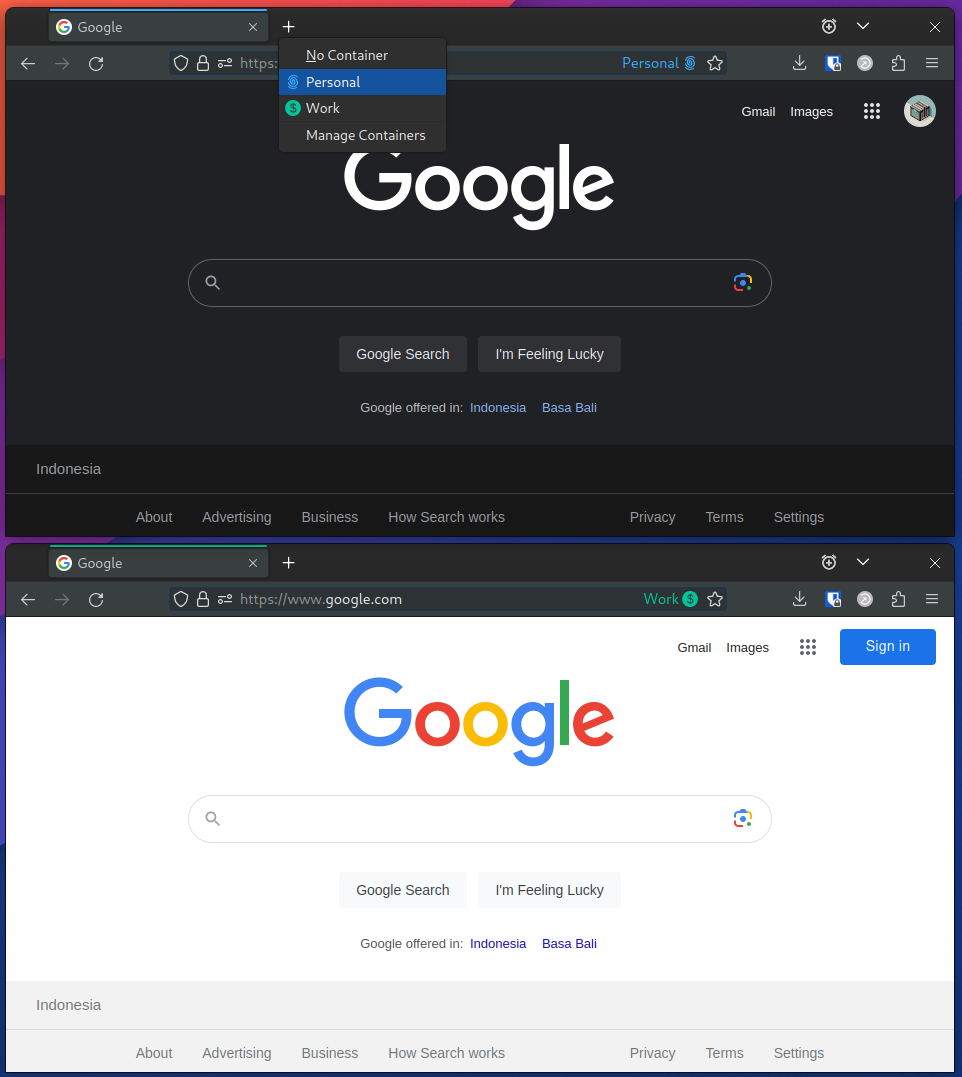 Google
No Container
https: Personal
Personal
Work
Manage Containers
Gmail Images
Google
Google Search I'm Feeling Lucky
Google offered in: Indonesia Basa Bali
Indonesia
About Advertising Business How Search works Privacy Terms Settings
Google
https://www.google.com Work
Gmail Images Sign in
Google
Google Search I'm Feeling Lucky
Google offered in: Indonesia Basa Bali
Indonesia
About Advertising Business How Search works Privacy Terms Settings